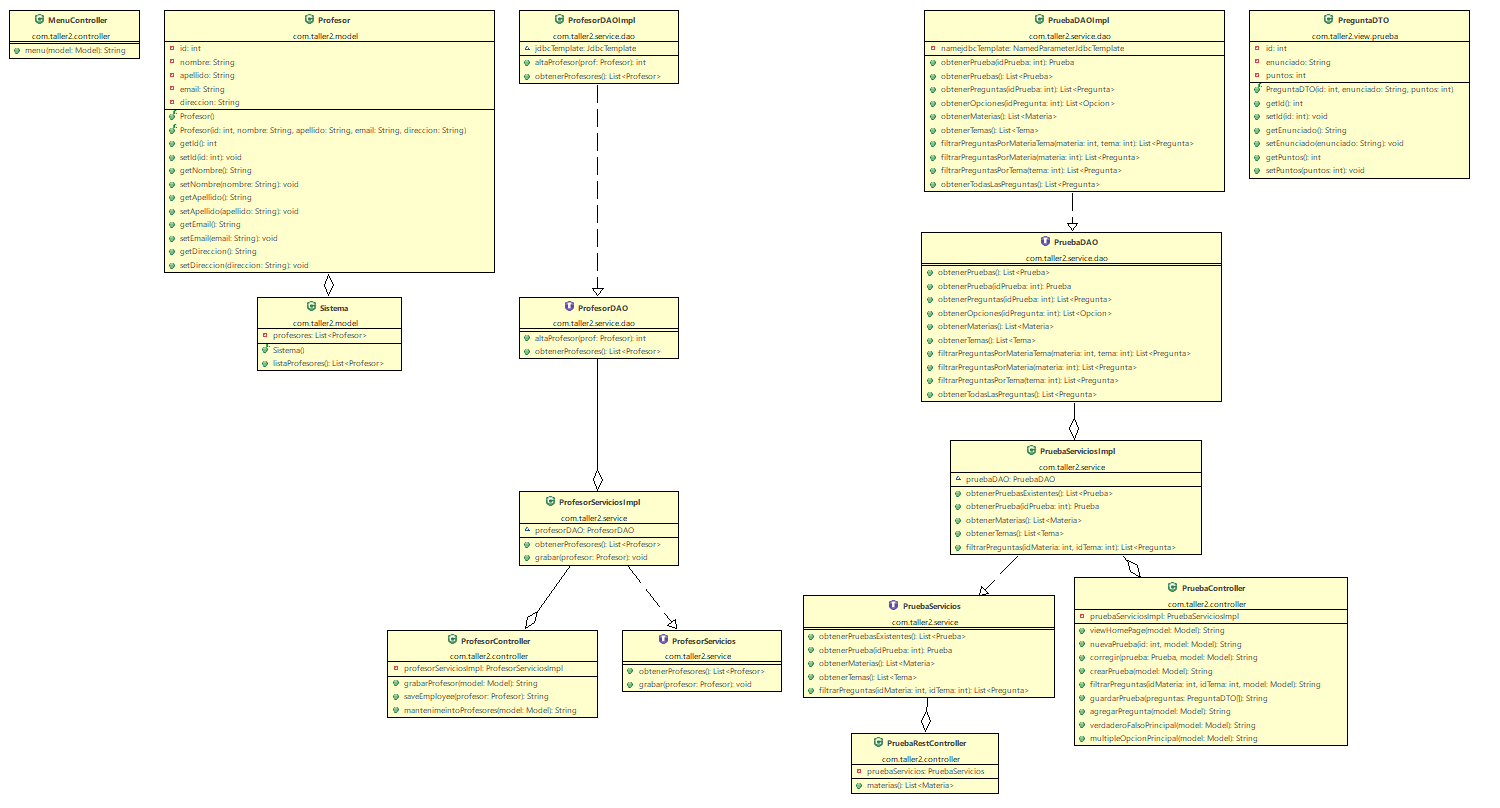 MenuController
com.taller2.controller
menu(model: Model): String
Profesor
com.taller2.model
id: int
nombre: String
apellido: String
email: String
direccion: String
Profesor()
Profesor(id: int, nombre: String, apellido: String, email: String, direccion: String)
getId(): int
setId(id: int): void
getNombre(): String
setNombre(nombre: String): void
getApellido(): String
setApellido(apellido: String): void
getEmail(): String
setEmail(email: String): void
getDireccion(): String
setDireccion(direccion: String): void
Sistema
com.taller2.model
profesores: List<Profesor>
Sistema()
listaProfesores(): List<Profesor>
ProfesorDAOImpl
com.taller2.service.dao
jdbcTemplate: JdbcTemplate
altaProfesor(prof: Profesor): int
obtenerProfesores(): List<Profesor>
ProfesorDAO
com.taller2.service.dao
altaProfesor(prof: Profesor): int
obtenerProfesores(): List<Profesor>
ProfesorServiciosImpl
com.taller2.service
profesorDAO: ProfesorDAO
obtenerProfesores(): List<Profesor>
grabar(profesor: Profesor): void
ProfesorController
com.taller2.controller
profesorServiciosImpl: ProfesorServiciosImpl
grabarProfesor(model: Model): String
saveEmployee(profesor: Profesor): String
mantenimeintoProfesores(model: Model): String
ProfesorServicios
com.taller2.service
obtenerProfesores(): List<Profesor>
grabar(profesor: Profesor): void
PruebaDAOImpl
com.taller2.service.dao
namejdbcTemplate: NamedParameterJdbcTemplate
obtenerPrueba(idPrueba: int): Prueba
obtenerPruebas(): List<Prueba>
obtenerPreguntas(idPrueba: int): List<Pregunta>
obtenerOpciones(idPregunta: int): List<Opcion>
obtenerMaterias(): List<Materia>
obtenerTemas(): List<Tema>
filtrarPreguntasPorMateriaTema(materia: int, tema: int): List<Pregunta>
filtrarPreguntasPorMateria(materia: int): List<Pregunta>
filtrarPreguntasPorTema(tema: int): List<Pregunta>
obtenerTodasLasPreguntas(): List<Pregunta>
PruebaDAO
com.taller2.service.dao
obtenerPruebas(): List<Prueba>
obtenerPrueba(idPrueba: int): Prueba
obtenerPreguntas(idPrueba: int): List<Pregunta>
obtenerOpciones(idPregunta: int): List<Opcion>
obtenerMaterias(): List<Materia>
obtenerTemas(): List<Tema>
filtrarPreguntasPorMateriaTema(materia: int, tema: int): List<Pregunta>
filtrarPreguntasPorMateria(materia: int): List<Pregunta>
filtrarPreguntasPorTema(tema: int): List<Pregunta>
obtenerTodasLasPreguntas(): List<Pregunta>
PruebaServiciosImpl
com.taller2.service
pruebaDAO: PruebaDAO
obtenerPruebasExistentes(): List<Prueba>
obtenerPrueba(idPrueba: int): Prueba
obtenerMaterias(): List<Materia>
obtenerTemas(): List<Tema>
filtrarPreguntas(idMateria: int, idTema: int): List<Pregunta>
PruebaServicios
com.taller2.service
obtenerPruebasExistentes(): List<Prueba>
obtenerPrueba(idPrueba: int): Prueba
obtenerMaterias(): List<Materia>
obtenerTemas(): List<Tema>
filtrarPreguntas(idMateria: int, idTema: int): List<Pregunta>
PruebaController
com.taller2.controller
pruebaServiciosImpl: PruebaServiciosImpl
viewHomePage(model: Model): String
nuevaPrueba(id: int, model: Model): String
corregir(prueba: Prueba, model: Model): String
crearPrueba(model: Model): String
filtrarPreguntas(idMateria: int, idTema: int, model: Model): String
guardarPrueba(preguntas: PreguntaDTO[]): String
agregarPregunta(model: Model): String
verdaderoFalsoPrincipal(model: Model): String
multipleOpcionPrincipal(model: Model): String
PruebaRestController
com.taller2.controller
pruebaServicios: PruebaServicios
materias(): List<Materia>
PreguntaDTO
com.taller2.view.prueba
id: int
enunciado: String
puntos: int
PreguntaDTO(id: int, enunciado: String, puntos: int)
getId(): int
setId(id: int): void
getEnunciado(): String
setEnunciado(enunciado: String): void
getPuntos(): int
setPuntos(puntos: int): void